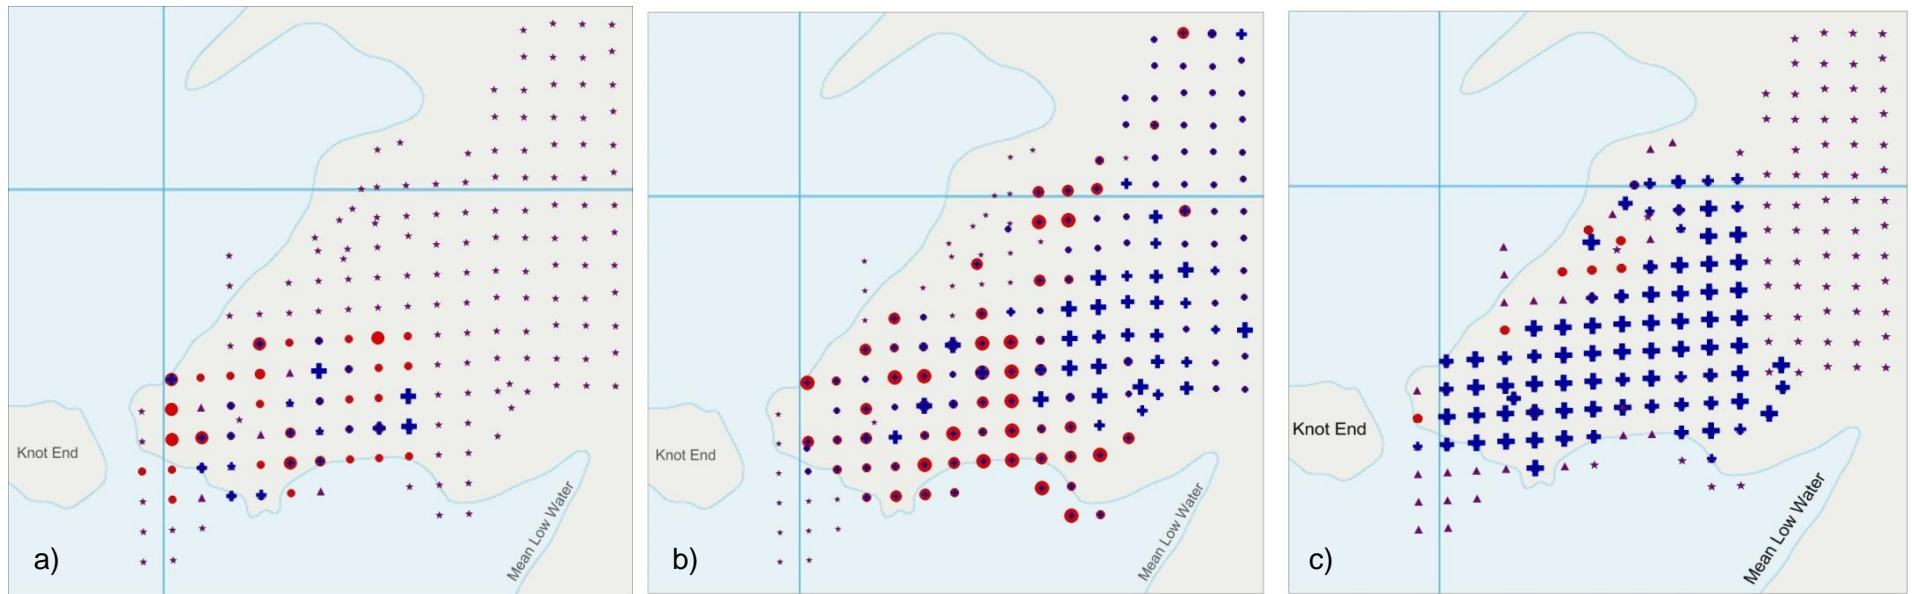 Knot End
Mean Low Water
a)
Knot End
Mean Low Water
b)
Knot End
Mean Low Water
c)